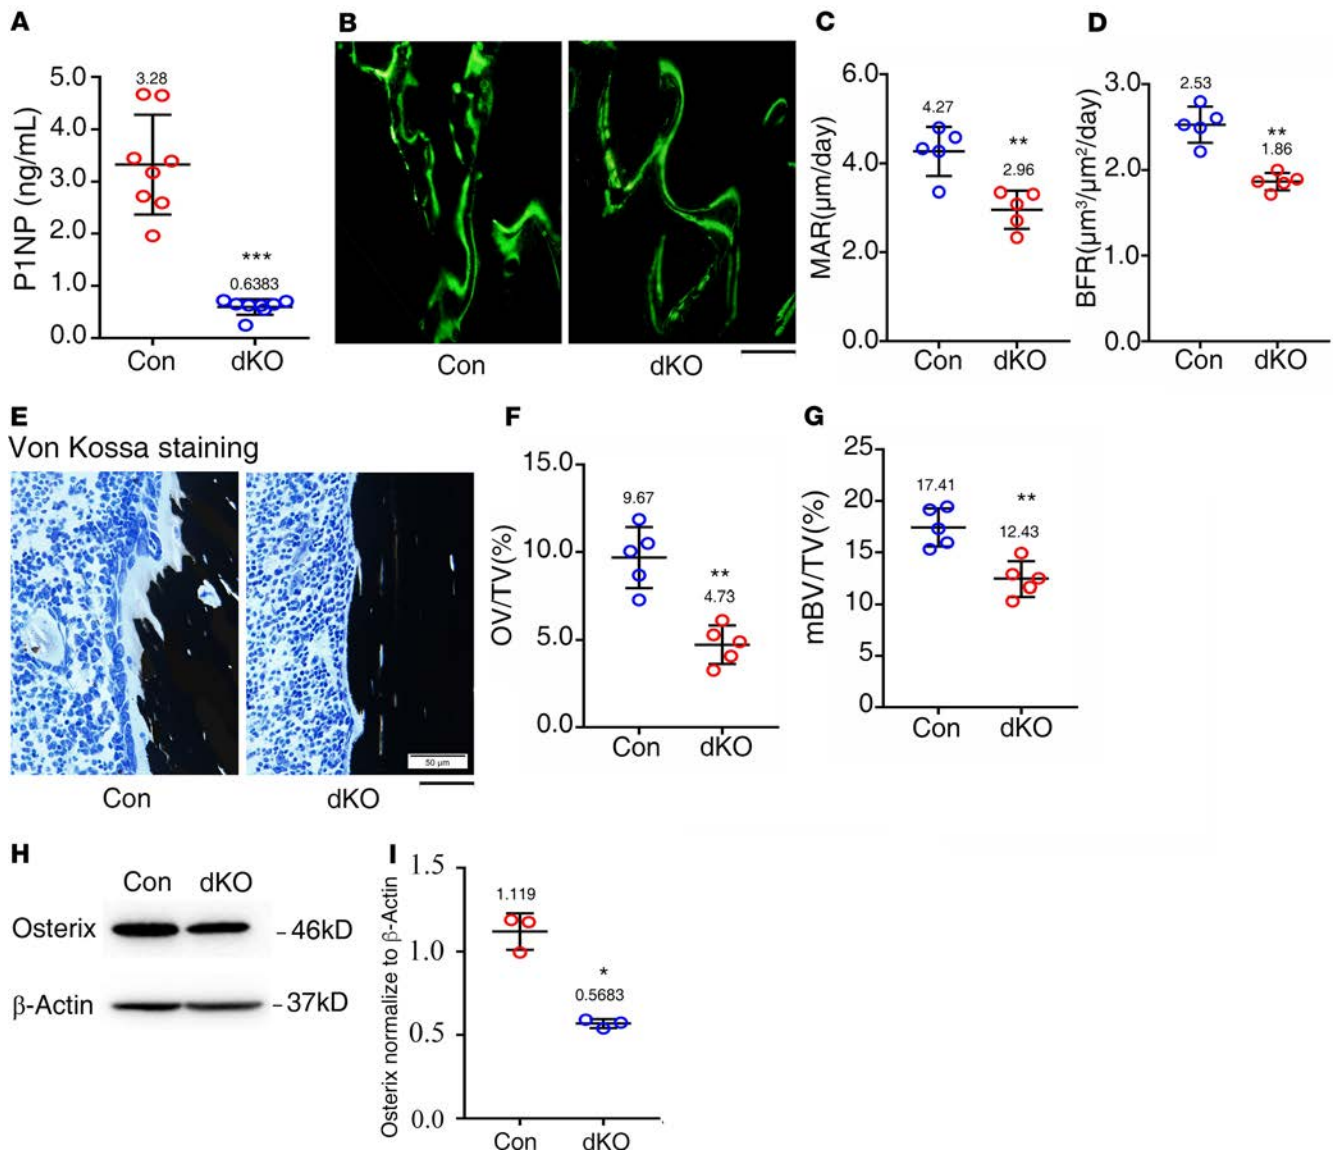 A
P1NP (ng/mL)
5.0
4.0
3.0
2.0
1.0
0.0
3.28
***
0.6383
Con
dKO
B
Con
dKO
C
MAR(μm/day)
6.0
4.0
2.0
0.0
4.27
**
2.96
Con
dKO
D
BFR(μm³/μm²/day)
3.0
2.0
1.0
0.0
2.53
**
1.86
Con
dKO
E
Von Kossa staining
50 μm
Con
dKO
F
OV/TV(%)
15.0
10.0
5.0
0.0
9.67
**
4.73
Con
dKO
G
mBV/TV(%)
25
20
15
10
5
0
17.41
**
12.43
Con
dKO
H
Con dKO
Osterix -46kD
β-Actin -37kD
I
Osterix normalize to β-Actin
1.5
1.0
0.5
0.0
1.119
*
0.5683
Con
dKO